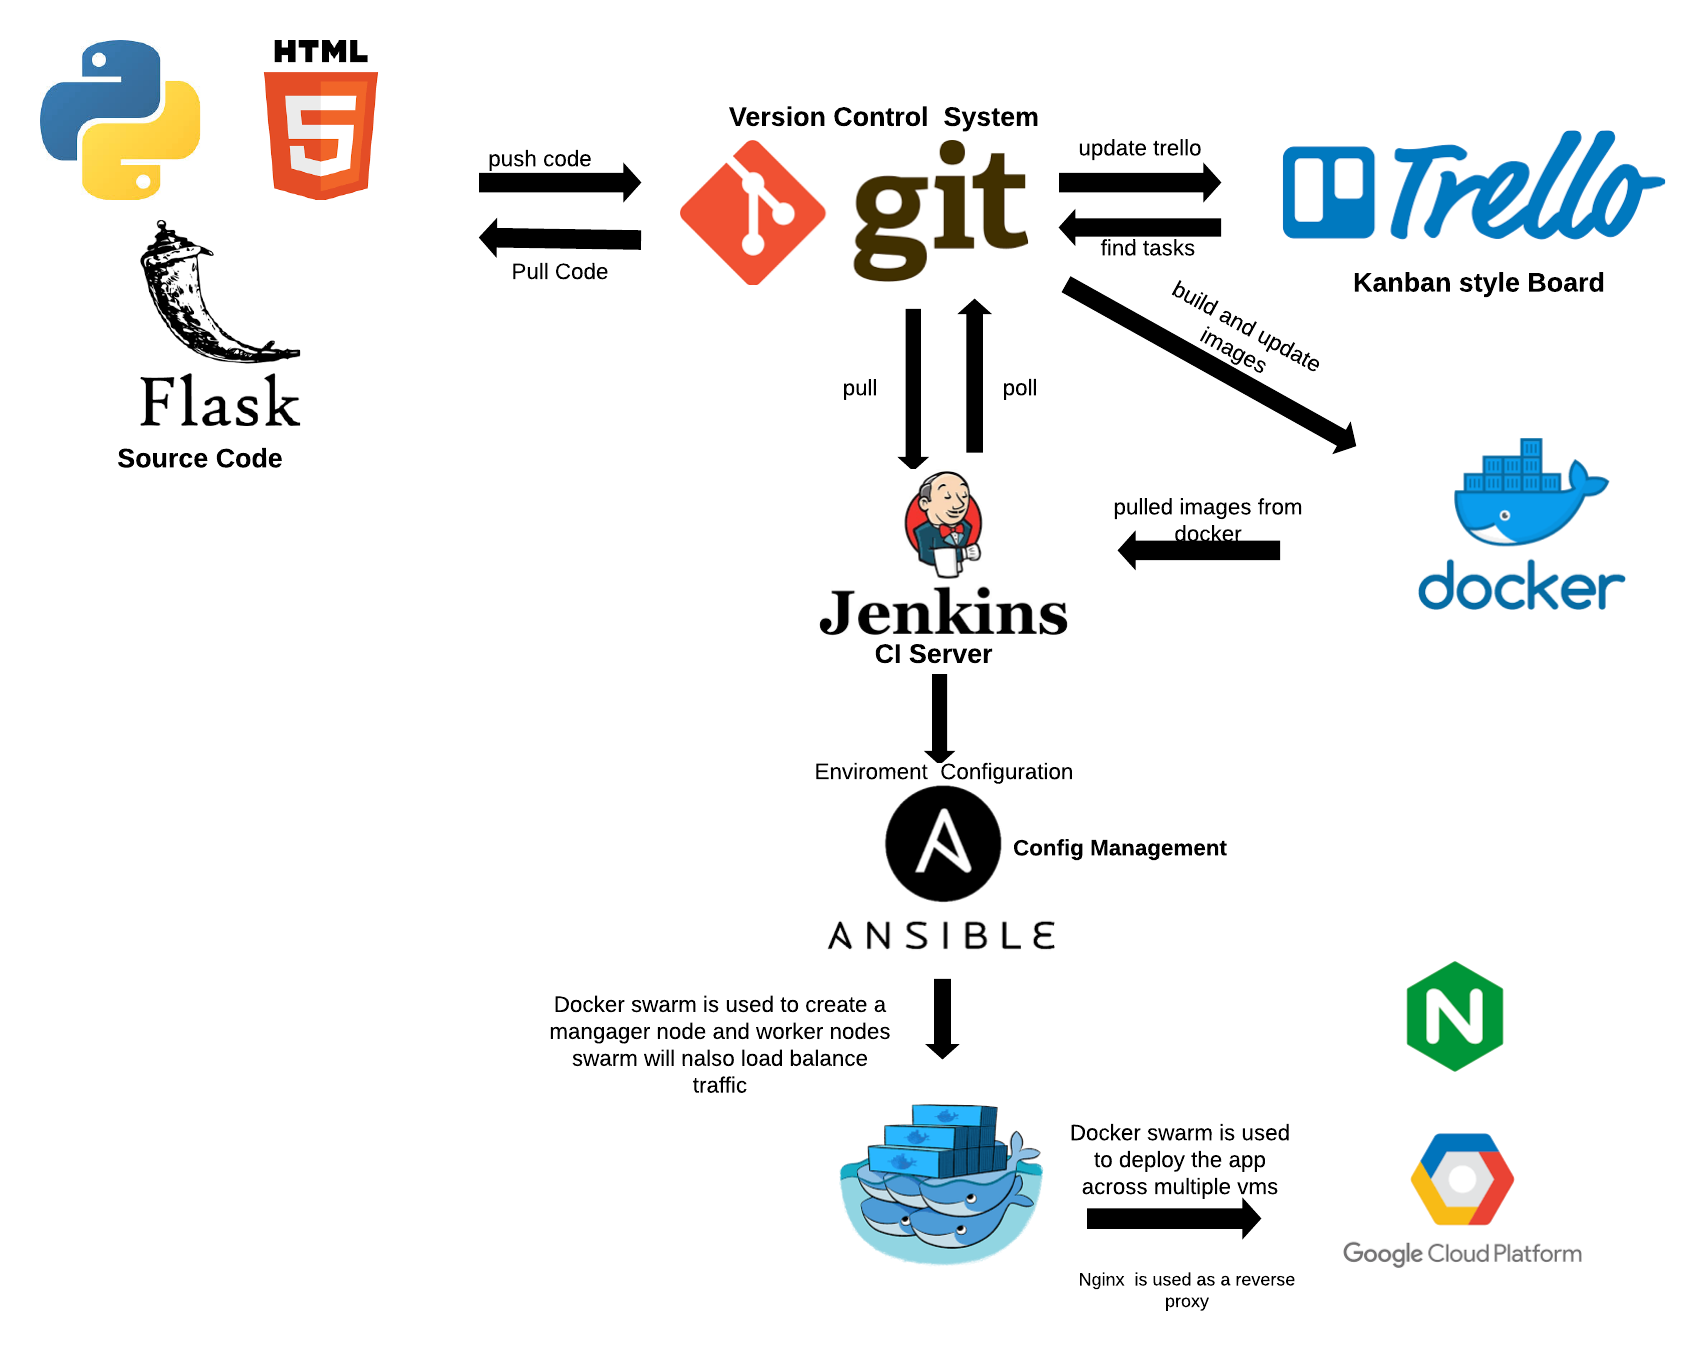 HTML
5
Flask
Source Code
push code
Pull Code
Version Control System
git
update trello
find tasks
Trello
Kanban style Board
build and update
images
pull
poll
pulled images from
docker
docker
Jenkins
CI Server
Enviroment Configuration
A
Config Management
ANSIBLE
Docker swarm is used to create a
mangager node and worker nodes
swarm will nalso load balance
traffic
N
Docker swarm is used
to deploy the app
across multiple vms
Google Cloud Platform
Nginx is used as a reverse
proxy